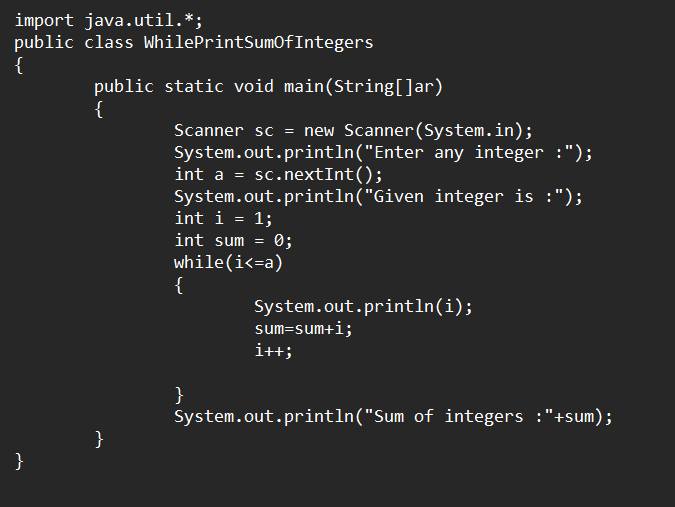 import java.util.*;
public class WhilePrintSumOfIntegers
{
public static void main(String[]ar)
{
Scanner sc = new Scanner(System.in);
System.out.println("Enter any integer :");
int a = sc.nextInt();
System.out.println("Given integer is :");
int i = 1;
int sum = 0;
while(i<=a)
{
System.out.println(i);
sum=sum+i;
i++;
}
System.out.println("Sum of integers :"+sum);
}
}